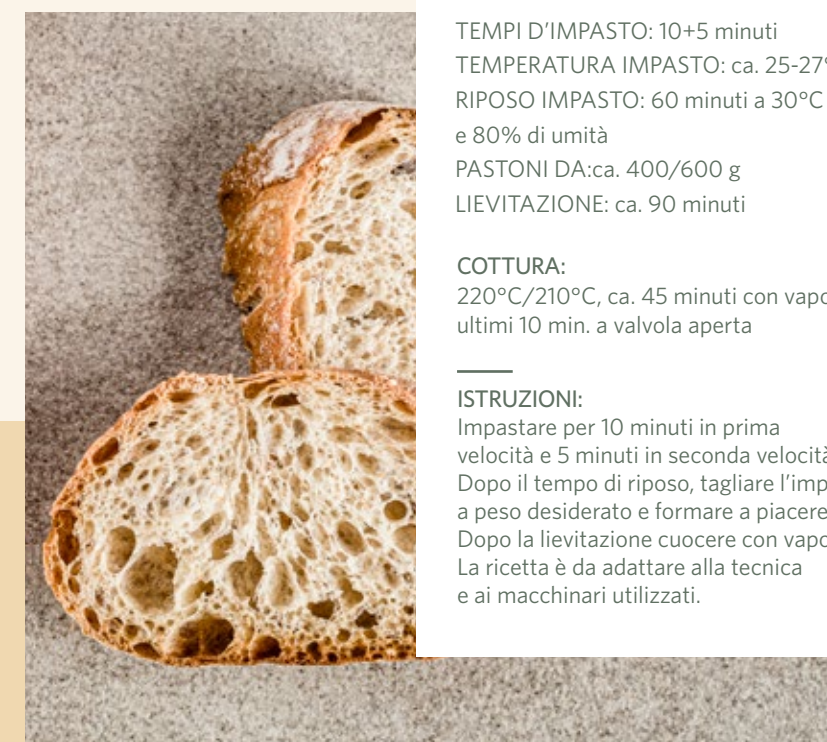 TEMPI D'IMPASTO: 10+5 minuti
TEMPERATURA IMPASTO: ca. 25-27°
RIPOSO IMPASTO: 60 minuti a 30°C
e 80% di umità
PASTONI DA:ca. 400/600 g
LIEVITAZIONE: ca. 90 minuti
COTTURA:
220°C/210°C, ca. 45 minuti con
ultimi 10 min. a valvola aperta
ISTRUZIONI:
Impastare per 10 minuti in prima
velocità e 5 minuti in seconda velocità
Dopo il tempo di riposo, tagliare
a peso desiderato e formare a piacere
Dopo la lievitazione cuocere con
La ricetta è da adattare alla tecnica
e ai macchinari utilizzati.